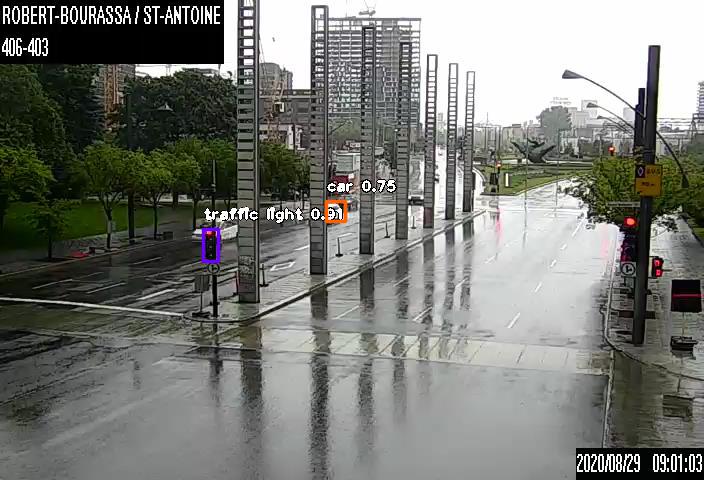 ROBERT-BOURASSA / ST-ANTOINE
406-403
car 0.75
traffic light 0.91
2020/08/29 09:01:03